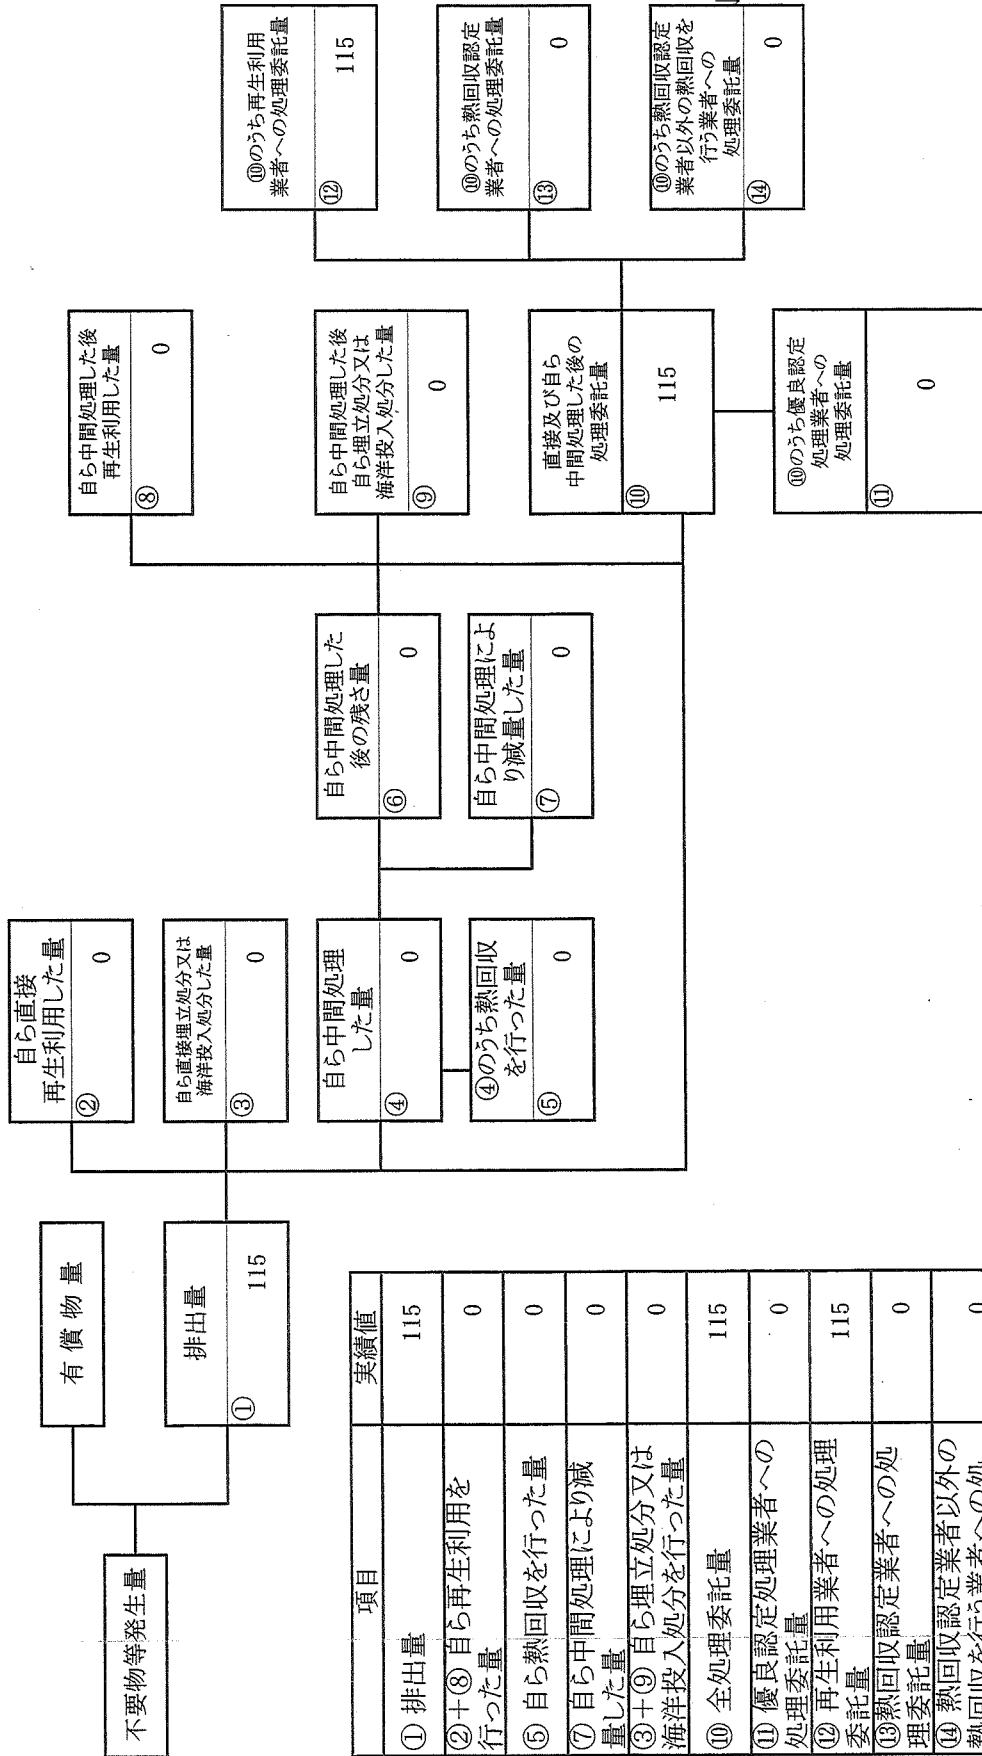 不要物等発生量
有償物量
排出量
①
115
自ら直接
再生利用した量
②
0
自ら直接埋立処分又は
海洋投入処分した量
③
0
自ら中間処理
した量
④
0
④のうち熱回収
を行った量
⑤
0
自ら中間処理した
後の残さ量
⑥
0
自ら中間処理によ
り減量した量
⑦
0
自ら中間処理した後
再生利用した量
⑧
0
自ら中間処理した後
自ら埋立処分又は
海洋投入処分した量
⑨
0
直接及び自ら
中間処理した後の
処理委託量
⑩
115
⑩のうち優良認定
処理業者への
処理委託量
⑪
0
⑩のうち再生利用
業者への処理委託量
⑫
115
⑩のうち熱回収認定
業者への処理委託量
⑬
0
⑩のうち熱回収認定
業者以外の熱回収を
行う業者への
処理委託量
⑭
0
項目 実績値
① 排出量 115
②+⑧ 自ら再生利用を
行った量 0
⑤ 自ら熱回収を行った量 0
⑦ 自ら中間処理により減
量した量 0
③+⑨ 自ら埋立処分又は
海洋投入処分を行った量 0
⑩ 全処理委託量 115
⑪ 優良認定処理業者への
処理委託量 0
⑫ 再生利用業者への処理
委託量 115
⑬熱回収認定業者への処
理委託量 0
⑭ 熱回収認定業者以外の
熱回収を行う業者への処 0